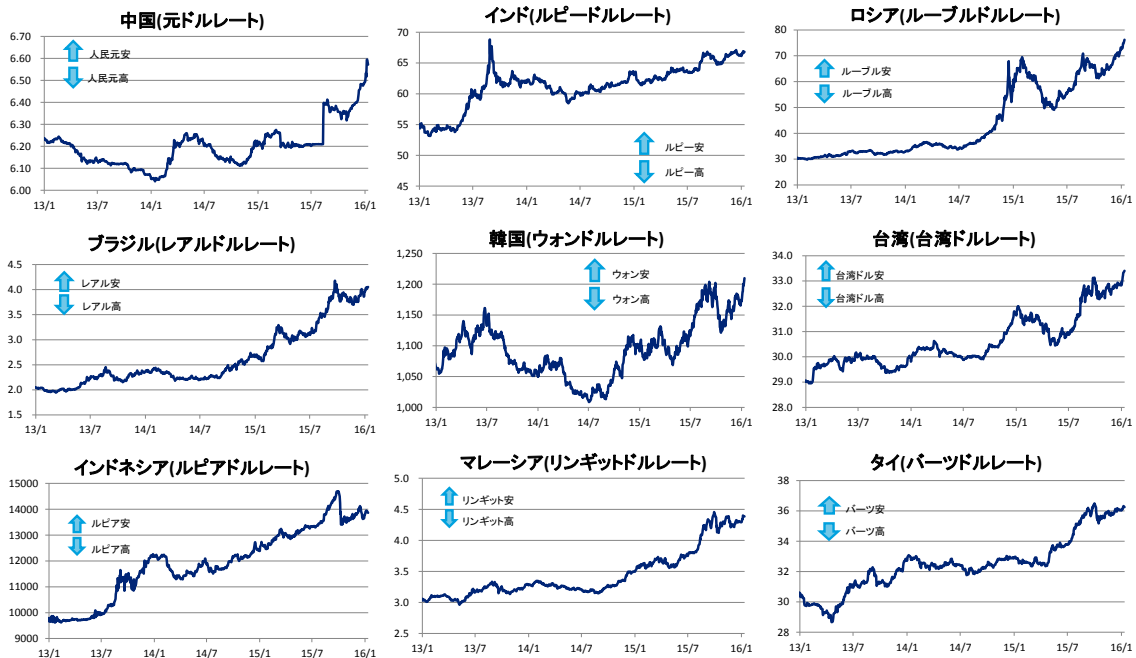 中国(元ドルレート)
6.70
6.60
6.50
6.40
6.30
6.20
6.10
6.00
人民元安
人民元高
13/1 13/7 14/1 14/7 15/1 15/7 16/1
インド(ルピードルレート)
70
65
60
55
50
45
ルピー安
ルピー高
13/1 13/7 14/1 14/7 15/1 15/7 16/1
ロシア(ルーブルドルレート)
80
70
60
50
40
30
20
ルーブル安
ルーブル高
13/1 13/7 14/1 14/7 15/1 15/7 16/1
ブラジル(レアルドルレート)
4.5
4.0
3.5
3.0
2.5
2.0
1.5
レアル安
レアル高
13/1 13/7 14/1 14/7 15/1 15/7 16/1
韓国(ウォンドルレート)
1,250
1,200
1,150
1,100
1,050
1,000
ウォン安
ウォン高
13/1 13/7 14/1 14/7 15/1 15/7 16/1
台湾(台湾ドルレート)
34.0
33.0
32.0
31.0
30.0
29.0
28.0
台湾ドル安
台湾ドル高
13/1 13/7 14/1 14/7 15/1 15/7 16/1
インドネシア(ルピアドルレート)
15000
14000
13000
12000
11000
10000
9000
ルピア安
ルピア高
13/1 13/7 14/1 14/7 15/1 15/7 16/1
マレーシア(リンギットドルレート)
5.0
4.5
4.0
3.5
3.0
2.5
リンギット安
リンギット高
13/1 13/7 14/1 14/7 15/1 15/7 16/1
タイ(バーツドルレート)
38
36
34
32
30
28
バーツ安
バーツ高
13/1 13/7 14/1 14/7 15/1 15/7 16/1